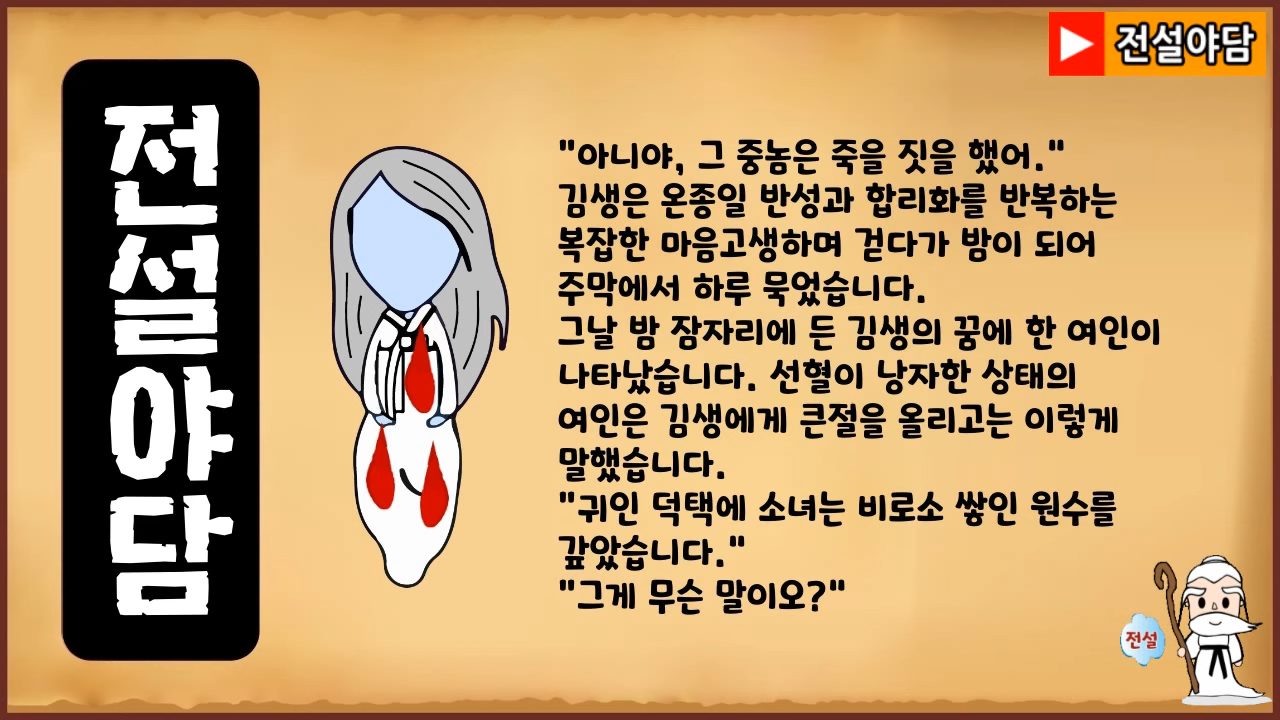 전설야담
전설야담
"아니야, 그 중놈은 죽을 짓을 했어."
김생은 온종일 반성과 합리화를 반복하는
복잡한 마음고생하며 걷다가 밤이 되어
주막에서 하루 묵었습니다.
그날 밤 잠자리에 든 김생의 꿈에 한 여인이
나타났습니다. 선혈이 낭자한 상태의
여인은 김생에게 큰절을 올리고는 이렇게
말했습니다.
"귀인 덕택에 소녀는 비로소 쌓인 원수를
갚았습니다."
"그게 무슨 말이오?"
전설